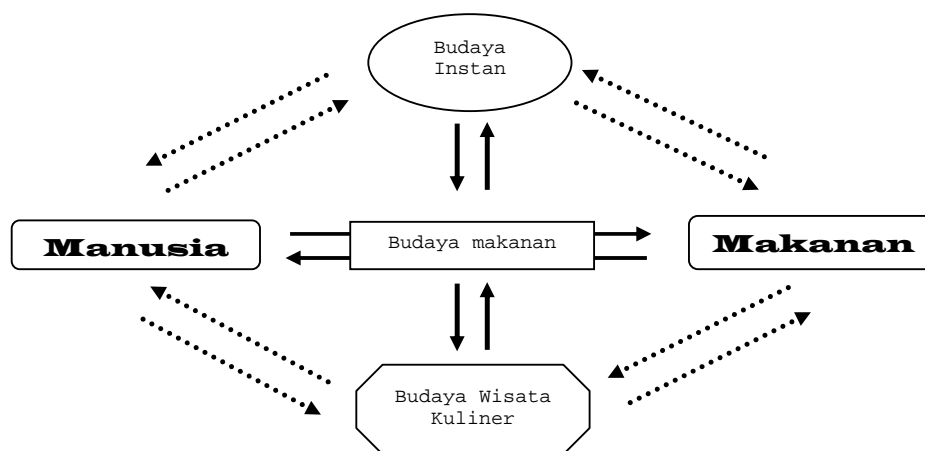 Budaya
Instan
Manusia
Budaya makanan
Makanan
Budaya Wisata
Kuliner